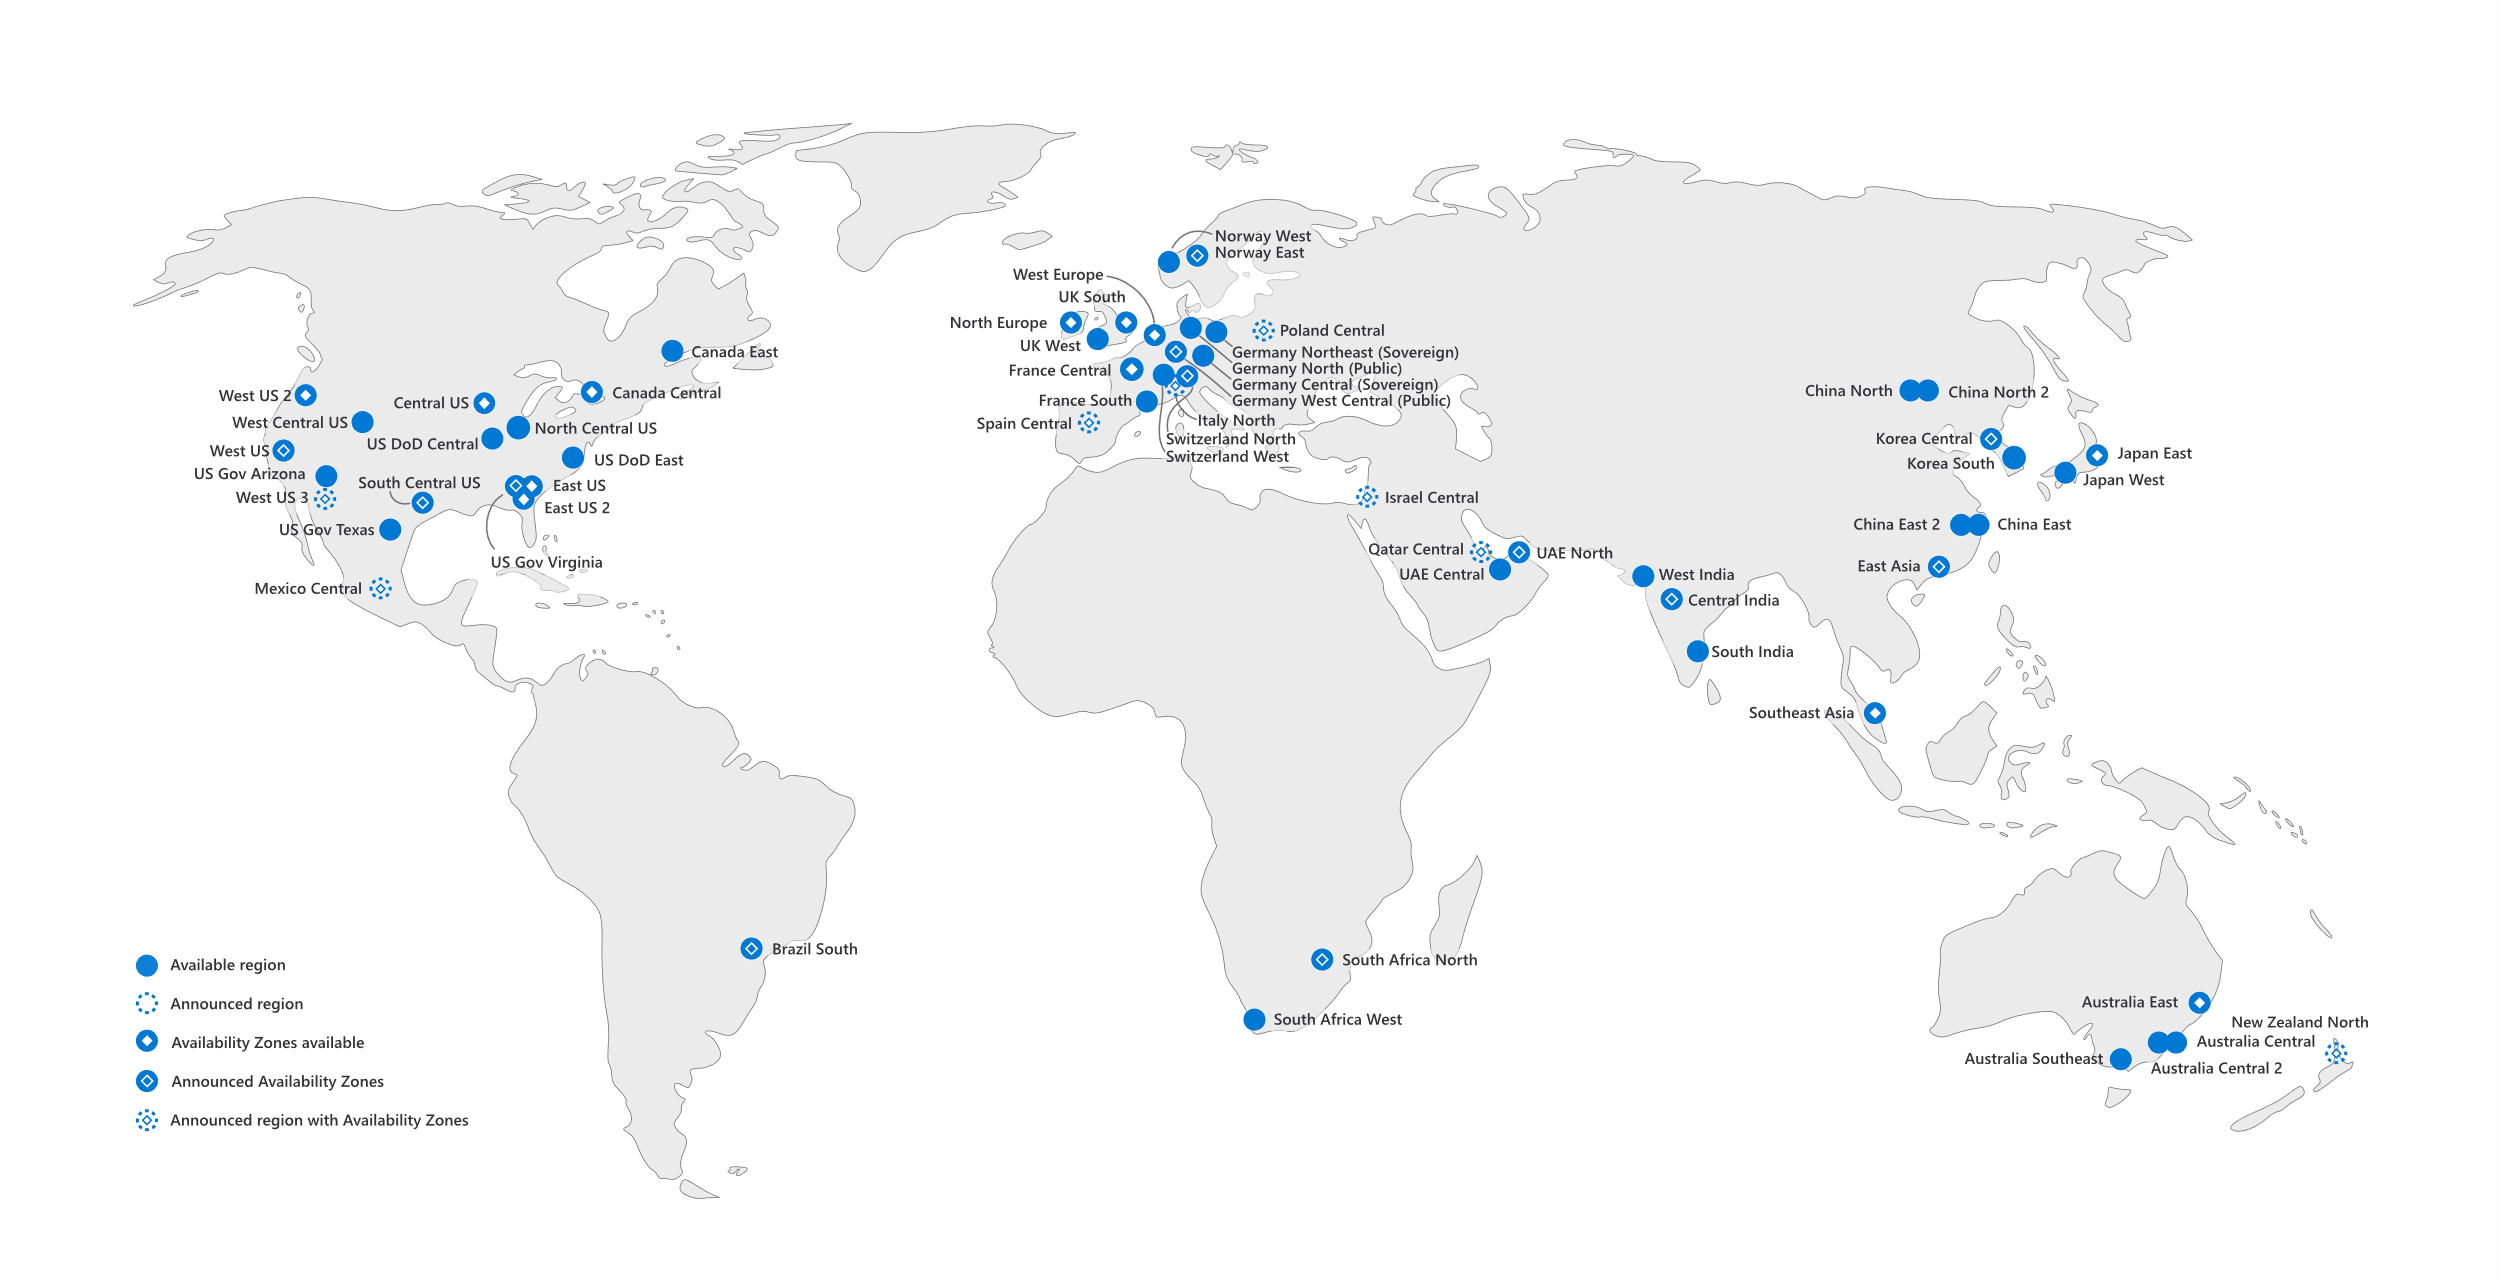 Norway West
Norway East
West Europe
UK South
North Europe
UK West
Poland Central
Canada East
Germany Northeast (Sovereign)
Germany North (Public)
Germany Central (Sovereign)
Germany West Central (Public)
France Central
France South
Spain Central
Italy North
Switzerland North
Switzerland West
West US 2
Central US
Canada Central
West Central US
US DoD Central
North Central US
West US
US DoD East
US Gov Arizona
South Central US
West US 3
East US
East US 2
US Gov Texas
US Gov Virginia
Mexico Central
China North
China North 2
Korea Central
Korea South
Japan East
Japan West
Israel Central
China East 2
China East
Qatar Central
UAE North
UAE Central
East Asia
West India
Central India
South India
Southeast Asia
Brazil South
South Africa North
South Africa West
Australia East
New Zealand North
Australia Central
Australia Southeast
Australia Central 2
Available region
Announced region
Availability Zones available
Announced Availability Zones
Announced region with Availability Zones